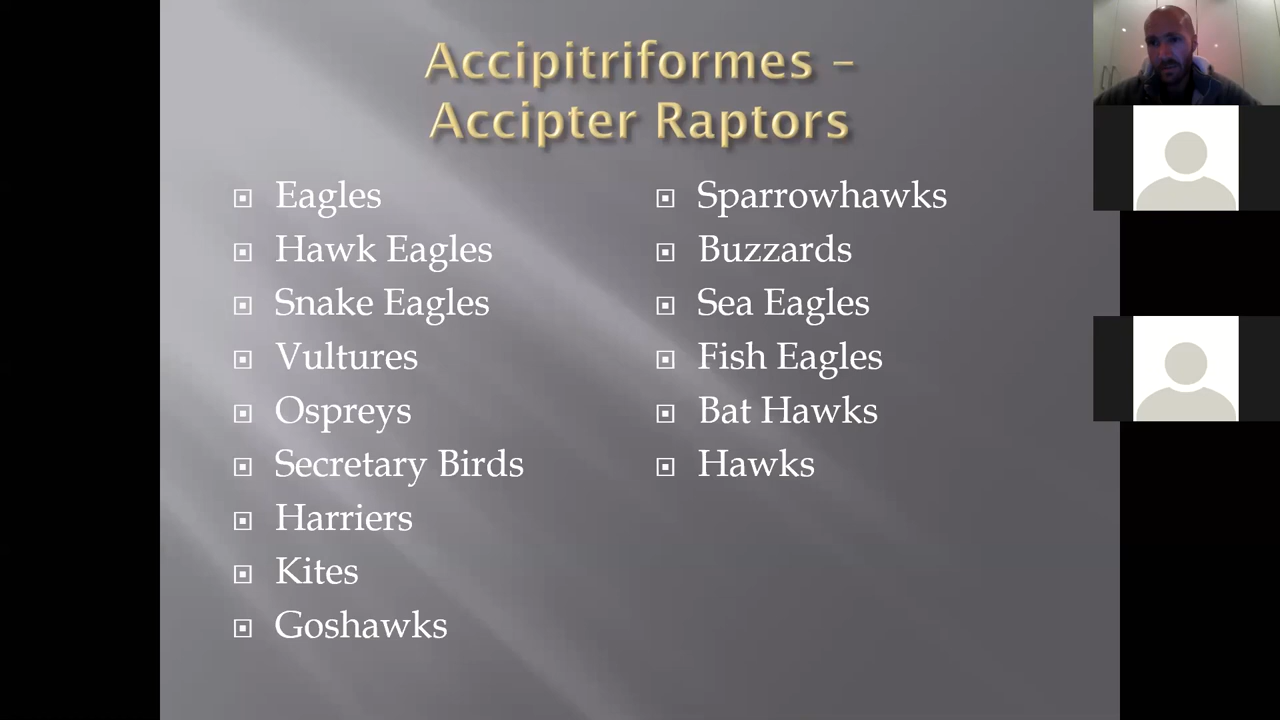 Accipitriformes –
Accipter Raptors
Eagles
Hawk Eagles
Snake Eagles
Vultures
Ospreys
Secretary Birds
Harriers
Kites
Goshawks
Sparrowhawks
Buzzards
Sea Eagles
Fish Eagles
Bat Hawks
Hawks